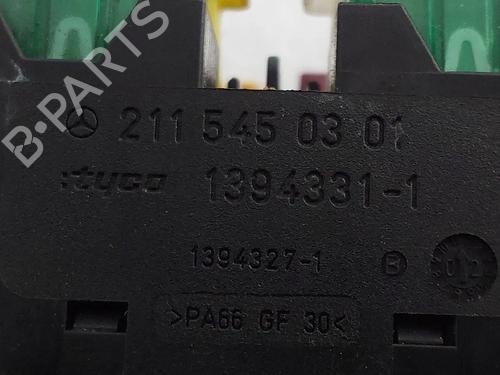 211 545 03 01
tyco 1394331-1
1394327-1 B
>PA66 GF 30<
B-PARTS